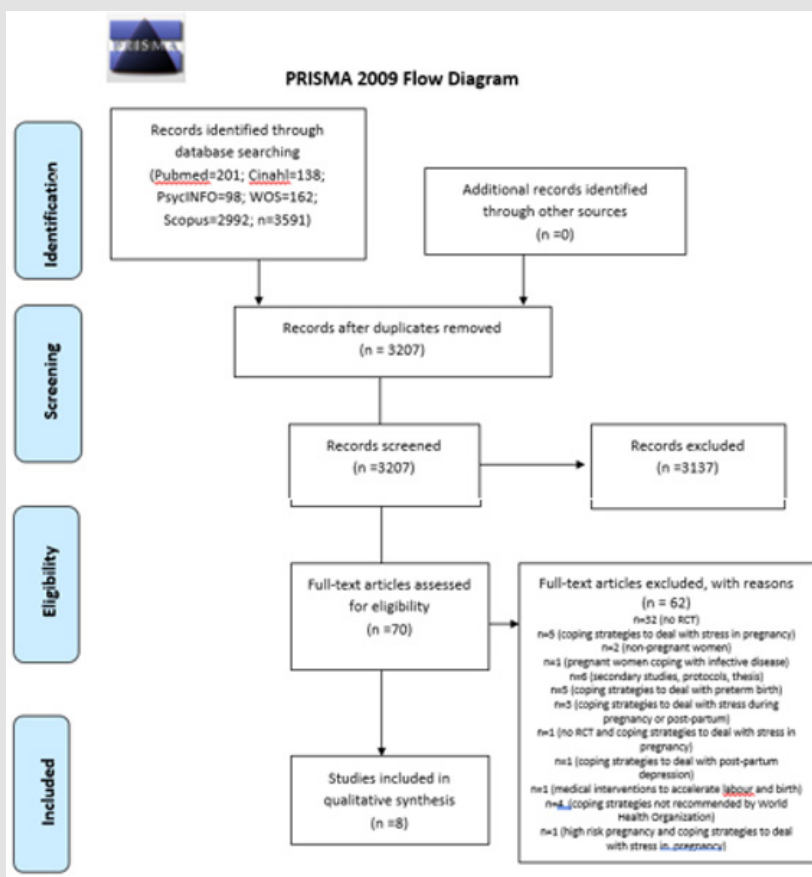 PRISMA
PRISMA 2009 Flow Diagram
Identification
Records identified through
database searching
(Pubmed=201; Cinahl=138;
PsycINFO=98; WOS=162;
Scopus=2992; n=3591)
Additional records identified
through other sources
(n =0)
Screening
Records after duplicates removed
(n = 3207)
Records screened
(n =3207)
Records excluded
(n =3137)
Eligibility
Full-text articles assessed
for eligibility
(n =70)
Full-text articles excluded, with reasons
(n = 62)
n=32 (no RCT)
n=5 (coping strategies to deal with stress in pregnancy)
n=2 (non-pregnant women)
n=1 (pregnant women coping with infective disease)
n=6 (secondary studies, protocols, thesis)
n=5 (coping strategies to deal with preterm birth)
n=3 (coping strategies to deal with stress during
pregnancy or post-partum)
n=1 (no RCT and coping strategies to deal with stress in
pregnancy)
n=1 (coping strategies to deal with post-partum
depression)
n=1 (medical interventions to accelerate labour and birth)
n=4 (coping strategies not recommended by World
Health Organization)
n=1 (high risk pregnancy and coping strategies to deal
with stress in pregnancy)
Included
Studies included in
qualitative synthesis
(n =8)